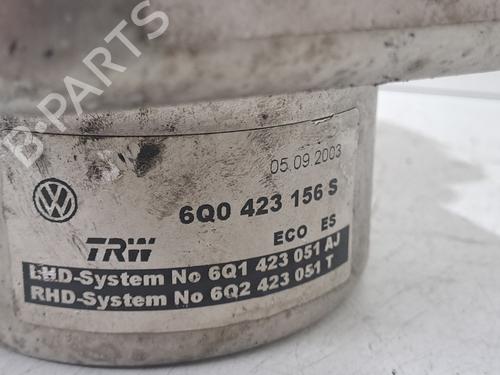 B-PARTS
05.09.2003
6Q0 423 156 S
TRW
ECO ES
LHD-System No 6Q1 423 051 AJ
RHD-System No 6Q2 423 051 T